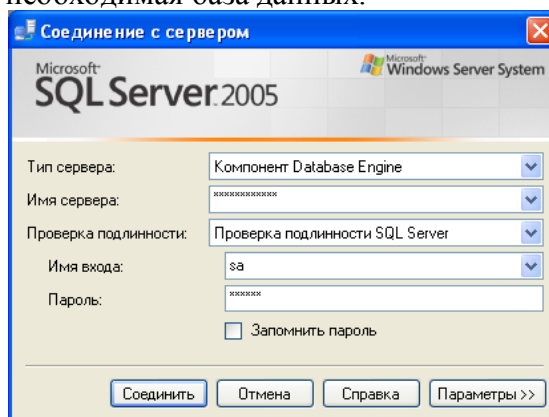 необходимая база данных.
Соединение с сервером
Microsoft
SQL Server 2005
Microsoft
Windows Server System
Тип сервера: Компонент Database Engine
Имя сервера: ************
Проверка подлинности: Проверка подлинности SQL Server
Имя входа: sa
Пароль: ******
Запомнить пароль
Соединить Отмена Справка Параметры >>